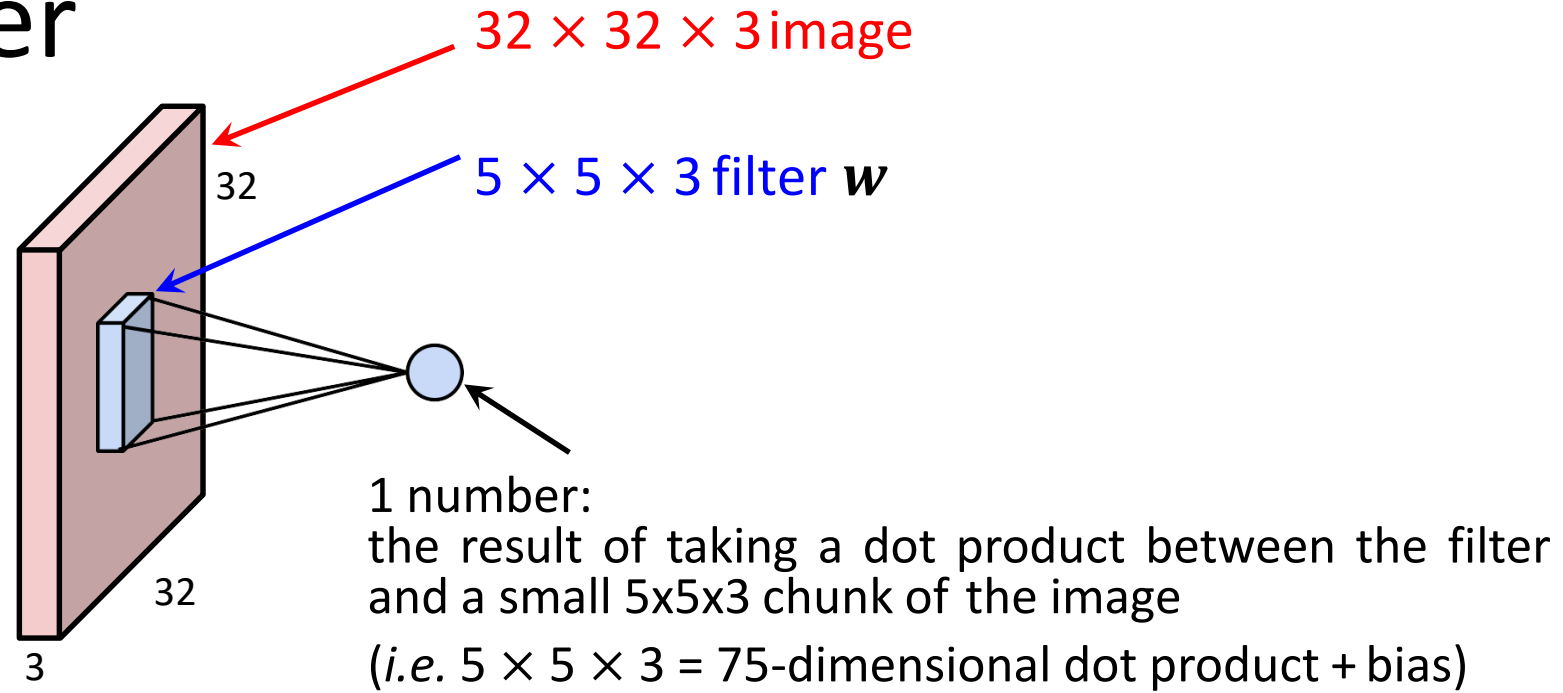 er
32 × 32 × 3 image
32
5 × 5 × 3 filter w
1 number:
the result of taking a dot product between the filter
and a small 5x5x3 chunk of the image
32
3
(i.e. 5 × 5 × 3 = 75-dimensional dot product + bias)